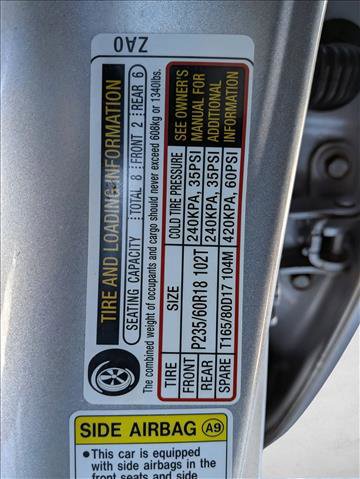 ZA0
TIRE AND LOADING INFORMATION
SEATING CAPACITY TOTAL 8 FRONT 2 REAR 6
The combined weight of occupants and cargo should never exceed 608kg or 1340lbs.
TIRE SIZE COLD TIRE PRESSURE
FRONT P235/60R18 102T 240KPA, 35PSI
REAR 240KPA, 35PSI
SPARE T165/80D17 104M 420KPA, 60PSI
SEE OWNER'S
MANUAL FOR
ADDITIONAL
INFORMATION
SIDE AIRBAG A9
• This car is equipped
with side airbags in the
front seats and side